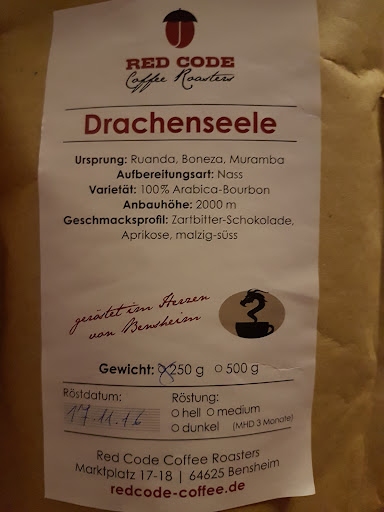 RED CODE
Coffee Roasters
Drachenseele
Ursprung: Ruanda, Boneza, Muramba
Aufbereitungsart: Nass
Varietät: 100% Arabica-Bourbon
Anbauhöhe: 2000 m
Geschmacksprofil: Zartbitter-Schokolade,
Aprikose, malzig-süss
geröstet im Herzen
von Bensheim
Gewicht: 250 g 500 g
Röstdatum:
17.11.16
Röstung:
hell medium
dunkel (MHD 3 Monate)
Red Code Coffee Roasters
Marktplatz 17-18 | 64625 Bensheim
redcode-coffee.de